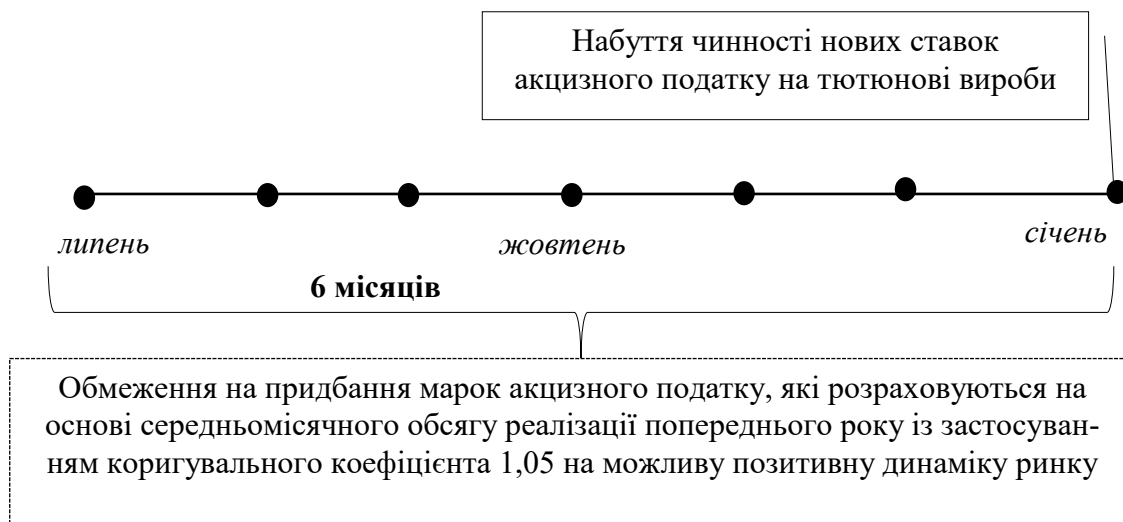 Набуття чинності нових ставок
акцизного податку на тютюнові вироби
липень
жовтень
січень
6 місяців
Обмеження на придбання марок акцизного податку, які розраховуються на
основі середньомісячного обсягу реалізації попереднього року із застосуван-
ням коригувального коефіцієнта 1,05 на можливу позитивну динаміку ринку